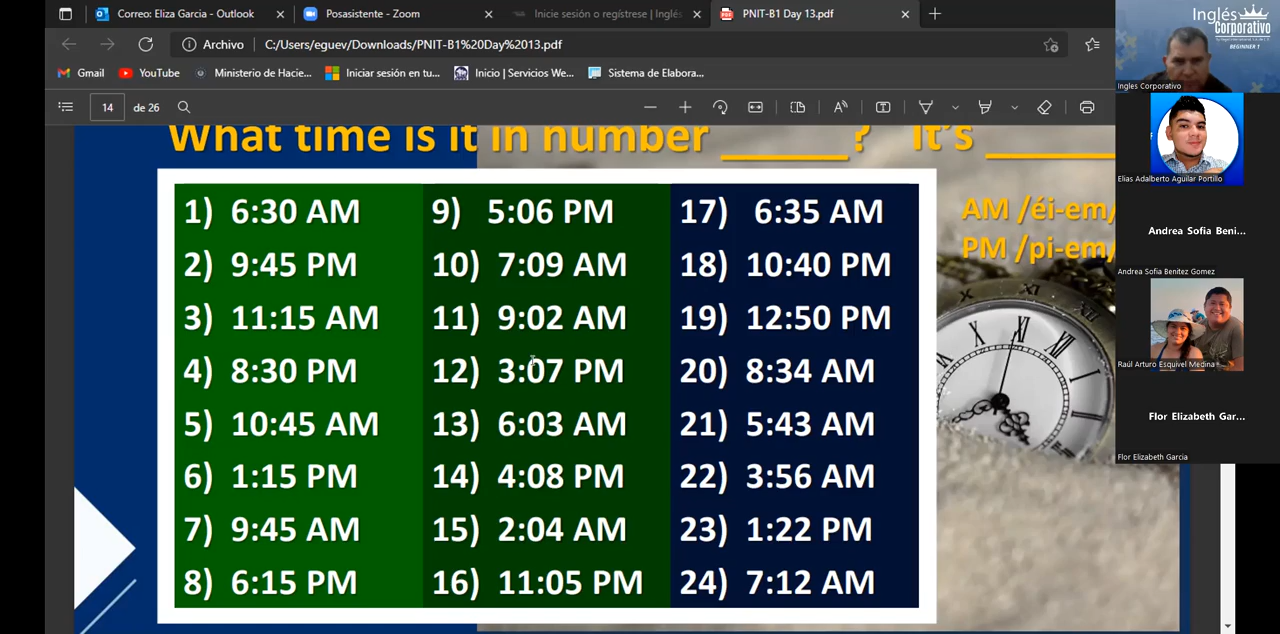 Correo: Eliza Garcia - Outlook
Posasistente - Zoom
Inicie sesión o regístrese | Inglés
PNIT-B1 Day 13.pdf
Archivo
C:/Users/eguev/Downloads/PNIT-B1%20Day%2013.pdf
Gmail
YouTube
Ministerio de Hacie...
Iniciar sesión en tu...
Inicio | Servicios We...
Sistema de Elabora...
14 de 26
What time is it in number ______? It's ______
1) 6:30 AM
2) 9:45 PM
3) 11:15 AM
4) 8:30 PM
5) 10:45 AM
6) 1:15 PM
7) 9:45 AM
8) 6:15 PM
9) 5:06 PM
10) 7:09 AM
11) 9:02 AM
12) 3:07 PM
13) 6:03 AM
14) 4:08 PM
15) 2:04 AM
16) 11:05 PM
17) 6:35 AM
18) 10:40 PM
19) 12:50 PM
20) 8:34 AM
21) 5:43 AM
22) 3:56 AM
23) 1:22 PM
24) 7:12 AM
AM /éi-em/
PM /pi-em/
Inglés
Corporativo
BEGINNER 1
Ingles Corporativo
Elias Adalberto Aguilar Portillo
Andrea Sofia Beni...
Andrea Sofia Benitez Gomez
Raúl Arturo Esquivel Medina
Flor Elizabeth Gar...
Flor Elizabeth Garcia